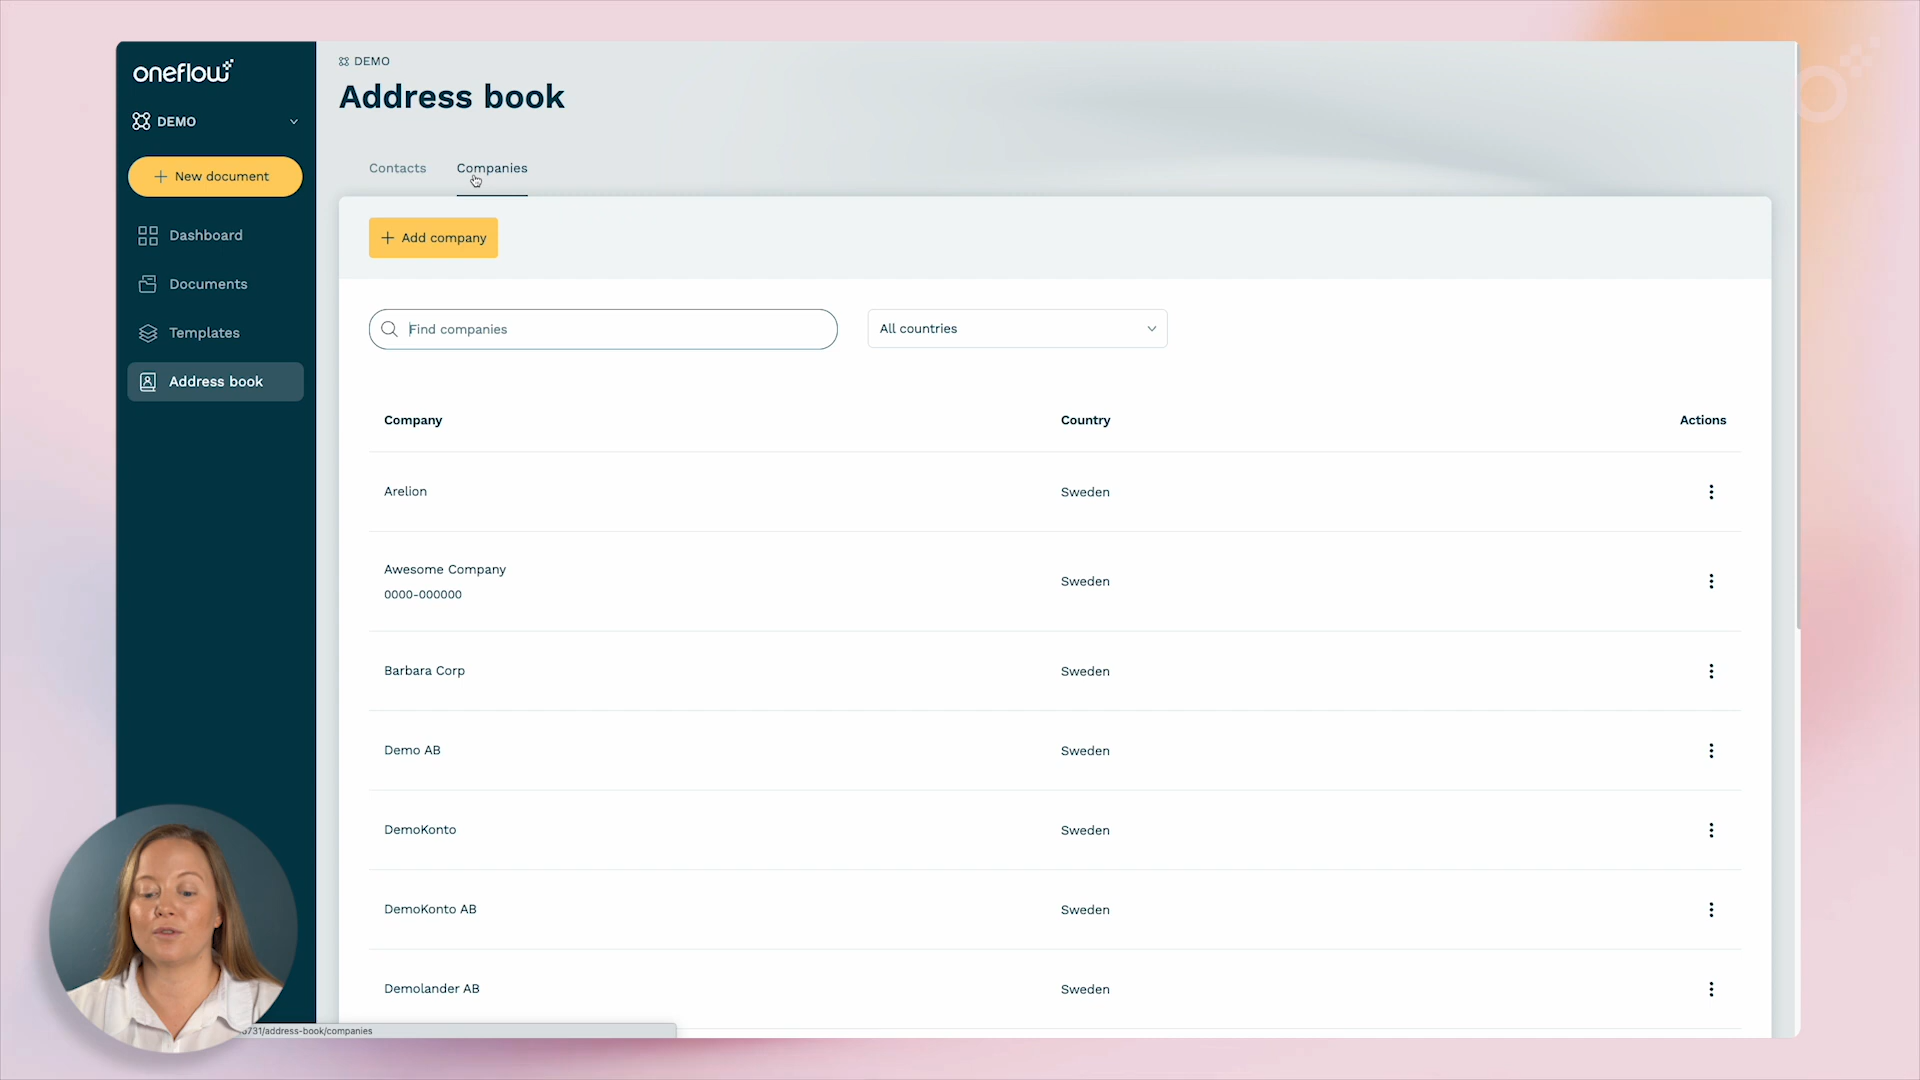 oneflow
DEMO
New document
Dashboard
Documents
Templates
Address book
DEMO
Address book
Contacts
Companies
Add company
Find companies
All countries
Company
Country
Actions
Arelion
Sweden
Awesome Company
0000-000000
Sweden
Barbara Corp
Sweden
Demo AB
Sweden
DemoKonto
Sweden
DemoKonto AB
Sweden
Demolander AB
Sweden
3731/address-book/companies